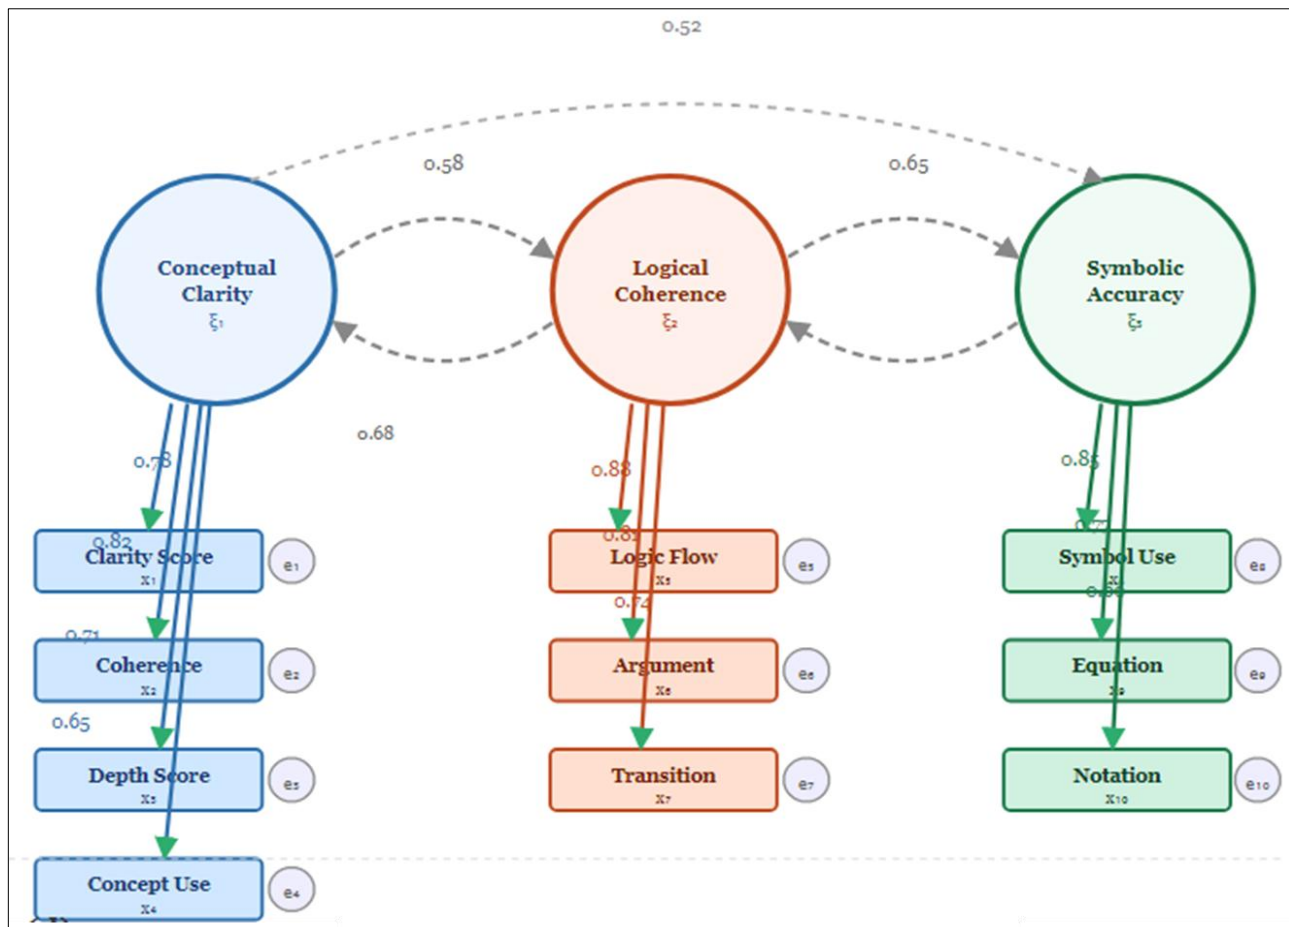 0.52
0.58
0.65
Conceptual
Clarity
ξ₁
Logical
Coherence
ξ₂
Symbolic
Accuracy
ξ₃
0.68
0.78
0.88
0.85
0.82
Clarity Score
x₁
e₁
Logic Flow
x₅
e₅
Symbol Use
e₈
0.71
0.74
Coherence
x₂
e₂
Argument
x₆
e₆
Equation
x₉
e₉
0.65
Depth Score
x₃
e₃
Transition
x₇
e₇
Notation
x₁₀
e₁₀
Concept Use
x₄
e₄